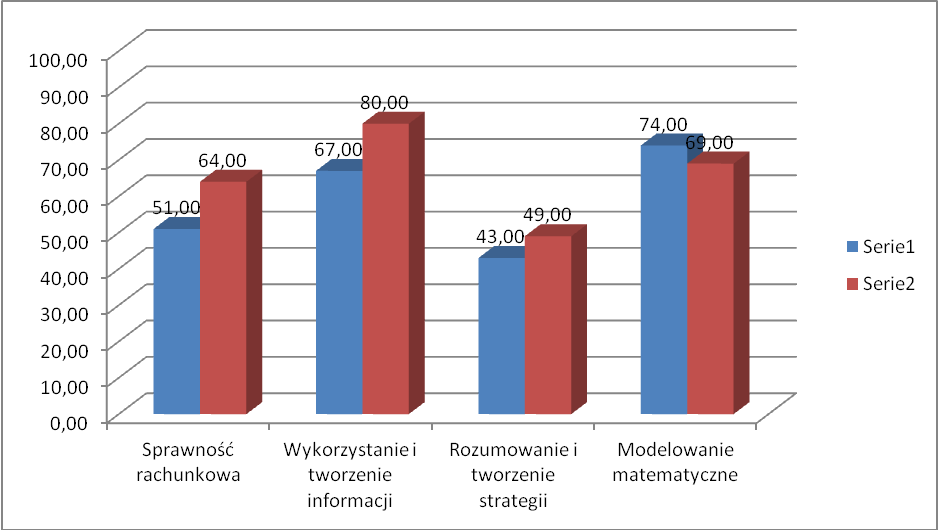 100,00
90,00
80,00
70,00
60,00
50,00
40,00
30,00
20,00
10,00
0,00
51,00
64,00
67,00
80,00
43,00
49,00
74,00
69,00
Sprawność
rachunkowa
Wykorzystanie i
tworzenie
informacji
Rozumowanie i
tworzenie
strategii
Modelowanie
matematyczne
Serie1
Serie2